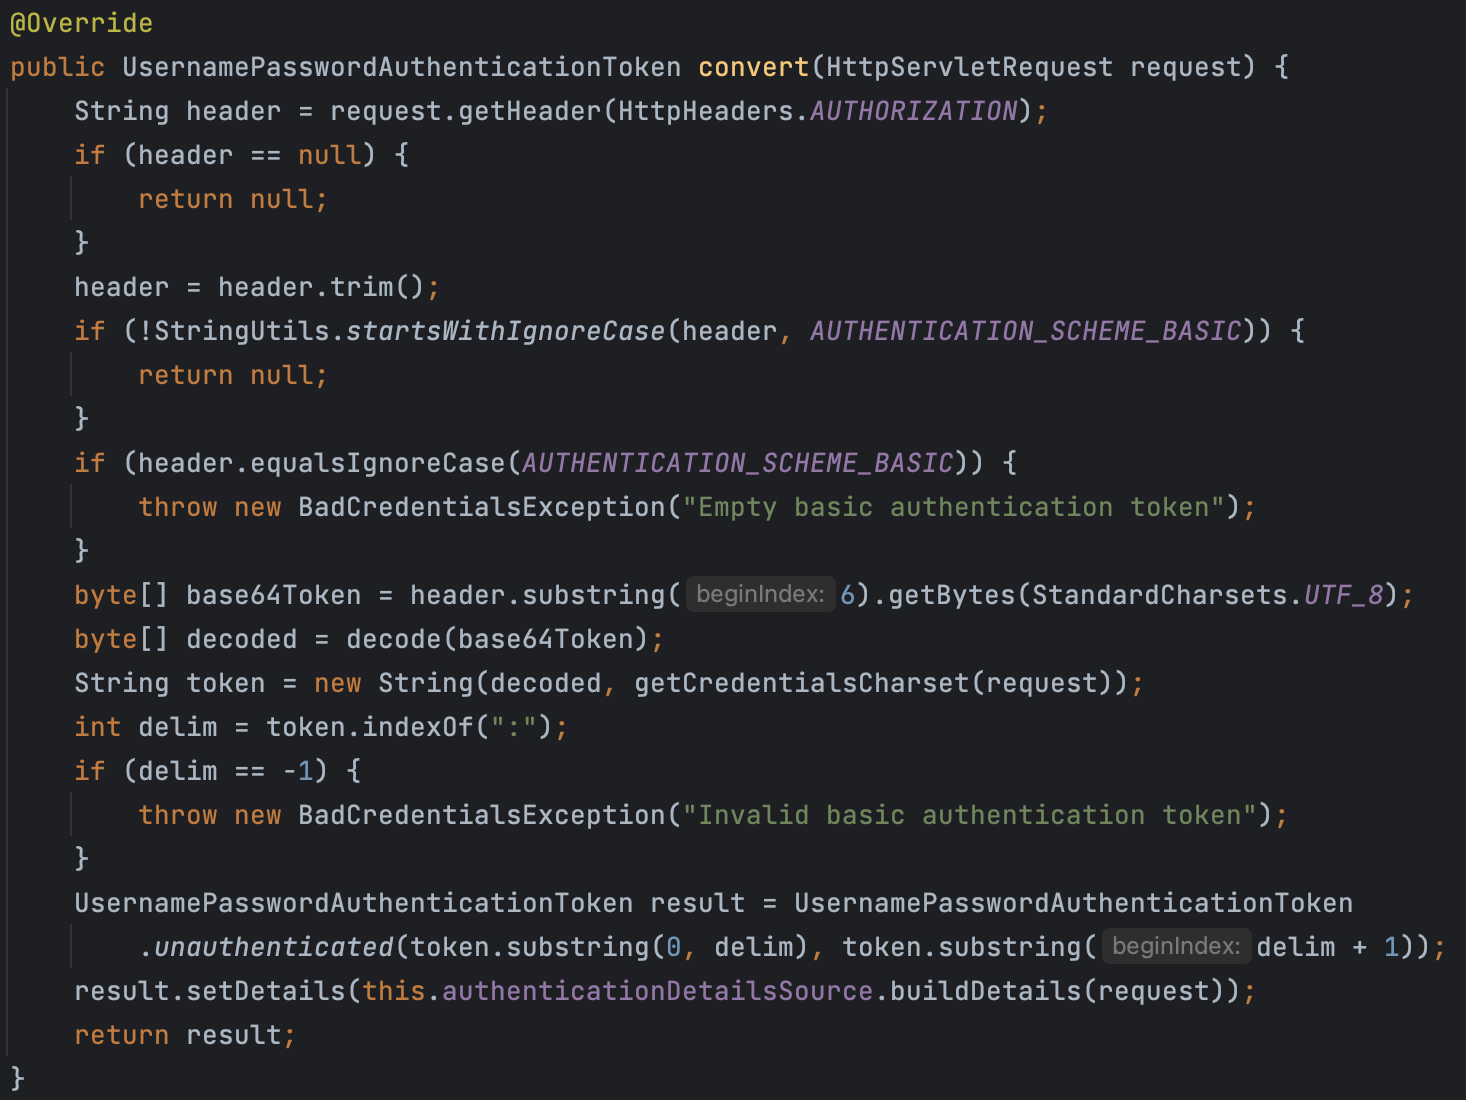 @Override
public UsernamePasswordAuthenticationToken convert(HttpServletRequest request) {
    String header = request.getHeader(HttpHeaders.AUTHORIZATION);
    if (header == null) {
        return null;
    }
    header = header.trim();
    if (!StringUtils.startsWithIgnoreCase(header, AUTHENTICATION_SCHEME_BASIC)) {
        return null;
    }
    if (header.equalsIgnoreCase(AUTHENTICATION_SCHEME_BASIC)) {
        throw new BadCredentialsException("Empty basic authentication token");
    }
    byte[] base64Token = header.substring( beginIndex: 6).getBytes(StandardCharsets.UTF_8);
    byte[] decoded = decode(base64Token);
    String token = new String(decoded, getCredentialsCharset(request));
    int delim = token.indexOf(":");
    if (delim == -1) {
        throw new BadCredentialsException("Invalid basic authentication token");
    }
    UsernamePasswordAuthenticationToken result = UsernamePasswordAuthenticationToken
        .unauthenticated(token.substring(0, delim), token.substring( beginIndex: delim + 1));
    result.setDetails(this.authenticationDetailsSource.buildDetails(request));
    return result;
}